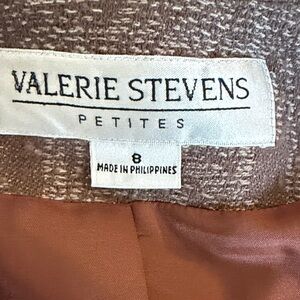 VALERIE STEVENS
PETITES
8
MADE IN PHILIPPINES